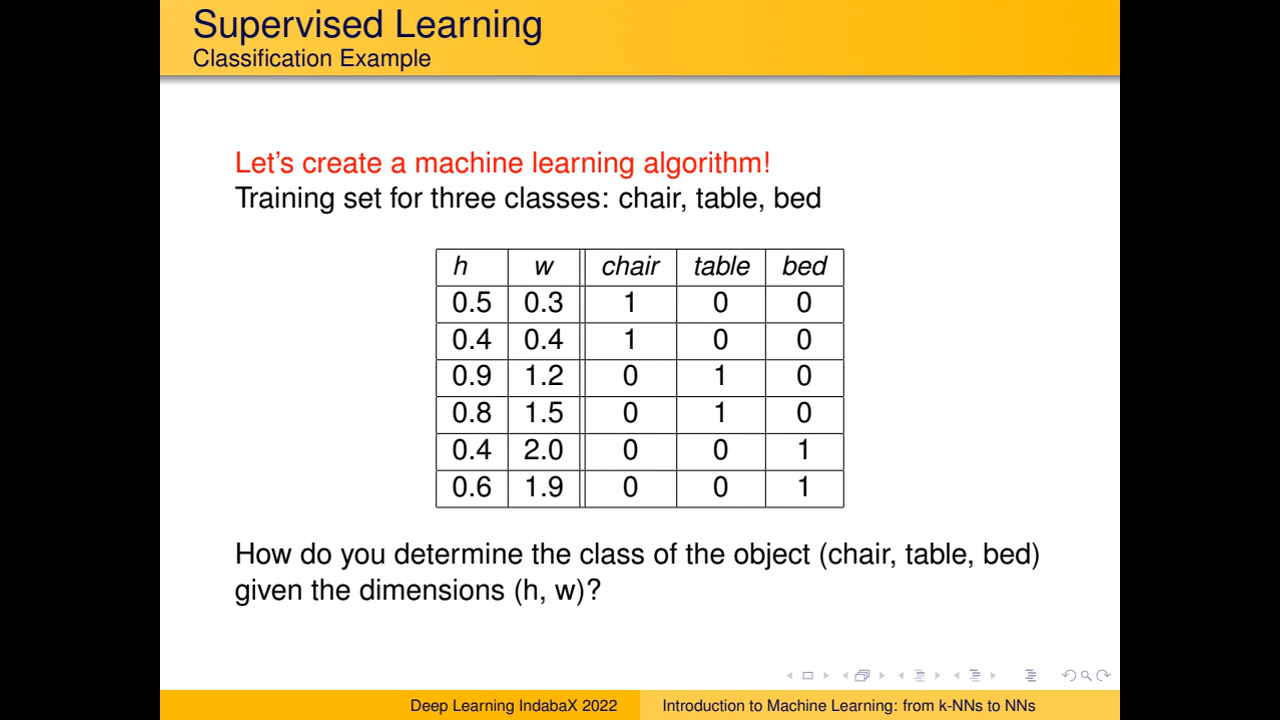 Supervised Learning
Classification Example
Let's create a machine learning algorithm!
Training set for three classes: chair, table, bed
h w chair table bed
0.5 0.3 1 0 0
0.4 0.4 1 0 0
0.9 1.2 0 1 0
0.8 1.5 0 1 0
0.4 2.0 0 0 1
0.6 1.9 0 0 1
How do you determine the class of the object (chair, table, bed)
given the dimensions (h, w)?
Deep Learning IndabaX 2022 Introduction to Machine Learning: from k-NNs to NNs